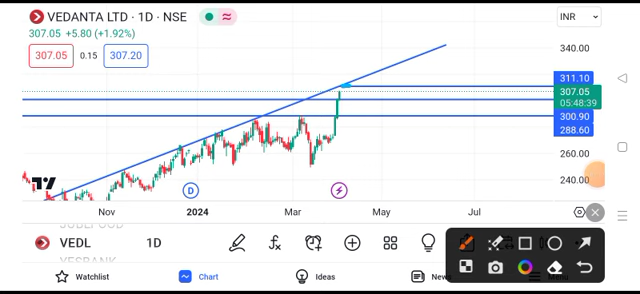 VEDANTA LTD · 1D · NSE
INR
307.05 +5.80 (+1.92%)
307.05 0.15 307.20
340.00
311.10
307.05
05:48:39
300.90
288.60
260.00
240.00
D
Nov 2024 Mar May Jul
JUBLFOOD
VEDL 1D
YESBANK
Watchlist Chart Ideas News